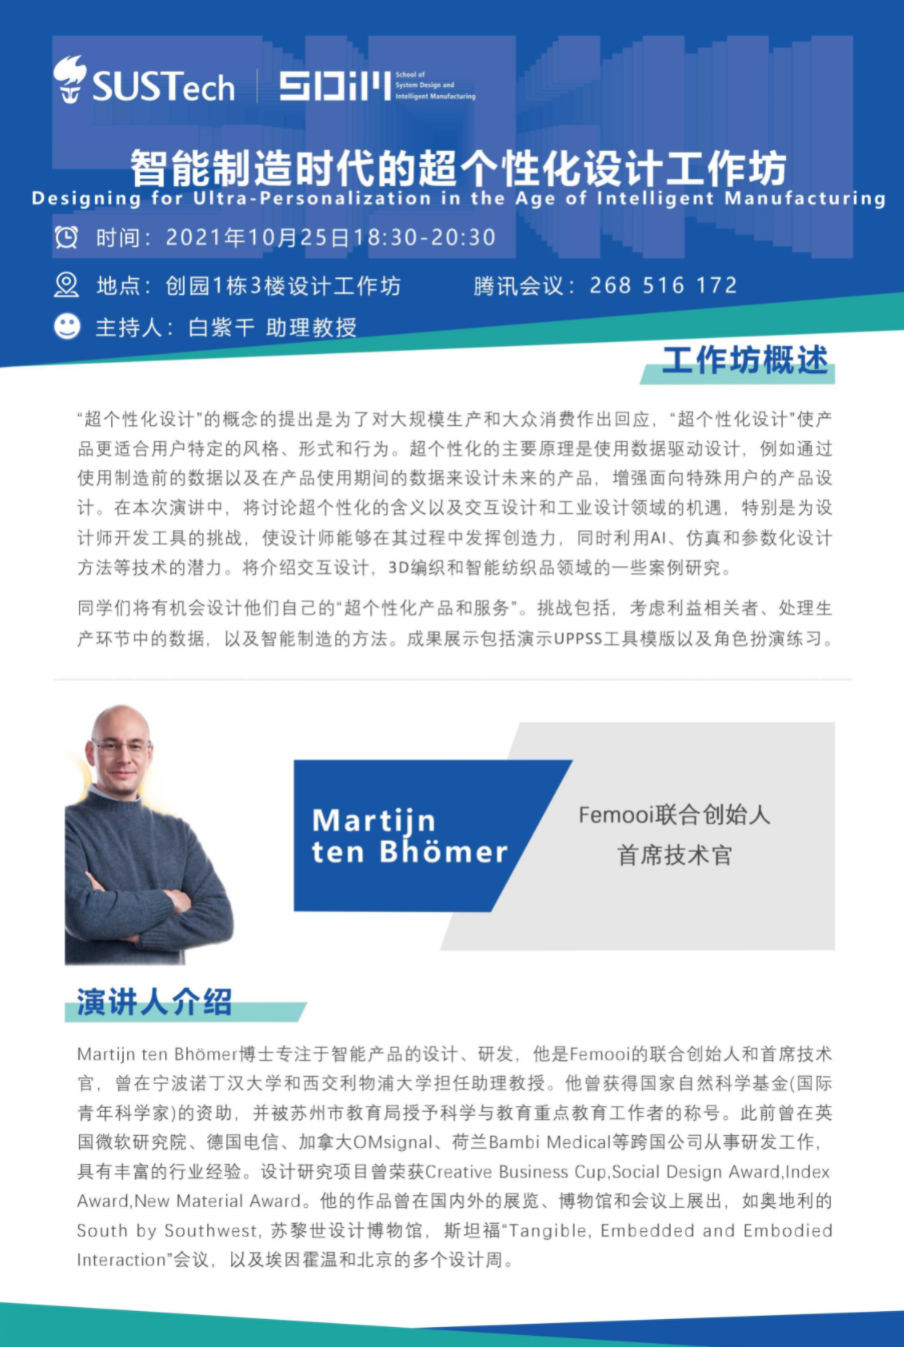 SUSTech
SDiM
School of
System Design and
Intelligent Manufacturing
智能制造时代的超个性化设计工作坊
Designing for Ultra-Personalization in the Age of Intelligent Manufacturing
时间：2021年10月25日18:30-20:30
地点：创园1栋3楼设计工作坊 腾讯会议：268 516 172
主持人：白紫千 助理教授
工作坊概述
“超个性化设计”的概念的提出是为了对大规模生产和大众消费作出回应，“超个性化设计”使产
品更适合用户特定的风格、形式和行为。超个性化的主要原理是使用数据驱动设计，例如通过
使用制造前的数据以及在产品使用期间的数据来设计未来的产品，增强面向特殊用户的产品设
计。在本次演讲中，将讨论超个性化的含义以及交互设计和工业设计领域的机遇，特别是为设
计师开发工具的挑战，使设计师能够在其过程中发挥创造力，同时利用AI、仿真和参数化设计
方法等技术的潜力。将介绍交互设计，3D编织和智能纺织品领域的一些案例研究。
同学们将有机会设计他们自己的“超个性化产品和服务”。挑战包括，考虑利益相关者、处理生
产环节中的数据，以及智能制造的方法。成果展示包括演示UPPSS工具模版以及角色扮演练习。
Martijn
ten Bhömer
Femooi联合创始人
首席技术官
演讲人介绍
Martijn ten Bhömer博士专注于智能产品的设计、研发，他是Femooi的联合创始人和首席技术
官，曾在宁波诺丁汉大学和西交利物浦大学担任助理教授。他曾获得国家自然科学基金(国际
青年科学家)的资助，并被苏州市教育局授予科学与教育重点教育工作者的称号。此前曾在英
国微软研究院、德国电信、加拿大OMsignal、荷兰Bambi Medical等跨国公司从事研发工作，
具有丰富的行业经验。设计研究项目曾荣获Creative Business Cup,Social Design Award,Index
Award,New Material Award。他的作品曾在国内外的展览、博物馆和会议上展出，如奥地利的
South by Southwest, 苏黎世设计博物馆，斯坦福“Tangible, Embedded and Embodied
Interaction”会议，以及埃因霍温和北京的多个设计周。